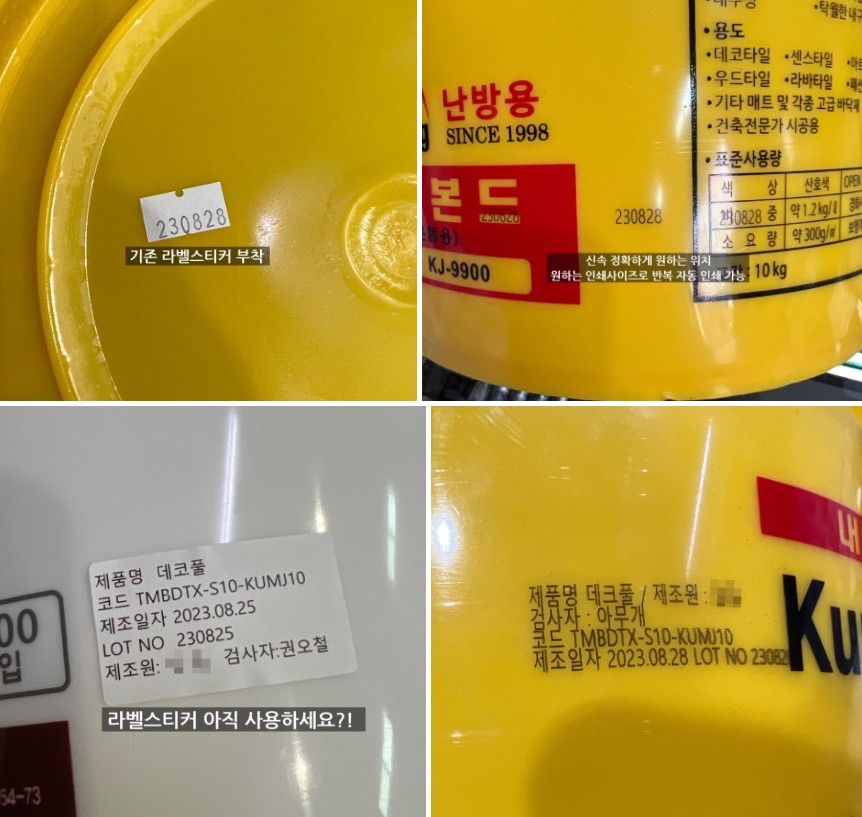 230828
기존 라벨스티커 부착
난방용
SINCE 1998
본드
230828
KJ-9900
230828
• 용도
•데코타일 •센스타일
•우드타일 •라바타일
•기타 매트 및 각종 고급 바닥재
•건축전문가 시공용
• 표준사용량
색 상 산호색 OPEN
230828 중 약 1.2kg/ℓ
소 요 량 약 300g/㎡
: 10kg
신속 정확하게 원하는 위치
원하는 인쇄사이즈로 반복 자동 인쇄 가능
00
입
54-73
제품명 데코풀
코드 TMBDTX-S10-KUMJ10
제조일자 2023.08.25
LOT NO 230825
제조원: 검사자:권오철
라벨스티커 아직 사용하세요?!
내
Ku
제품명 데크풀 / 제조원 :
검사자 : 아무개
코드 TMBDTX-S10-KUMJ10
제조일자 2023.08.28 LOT NO 230828